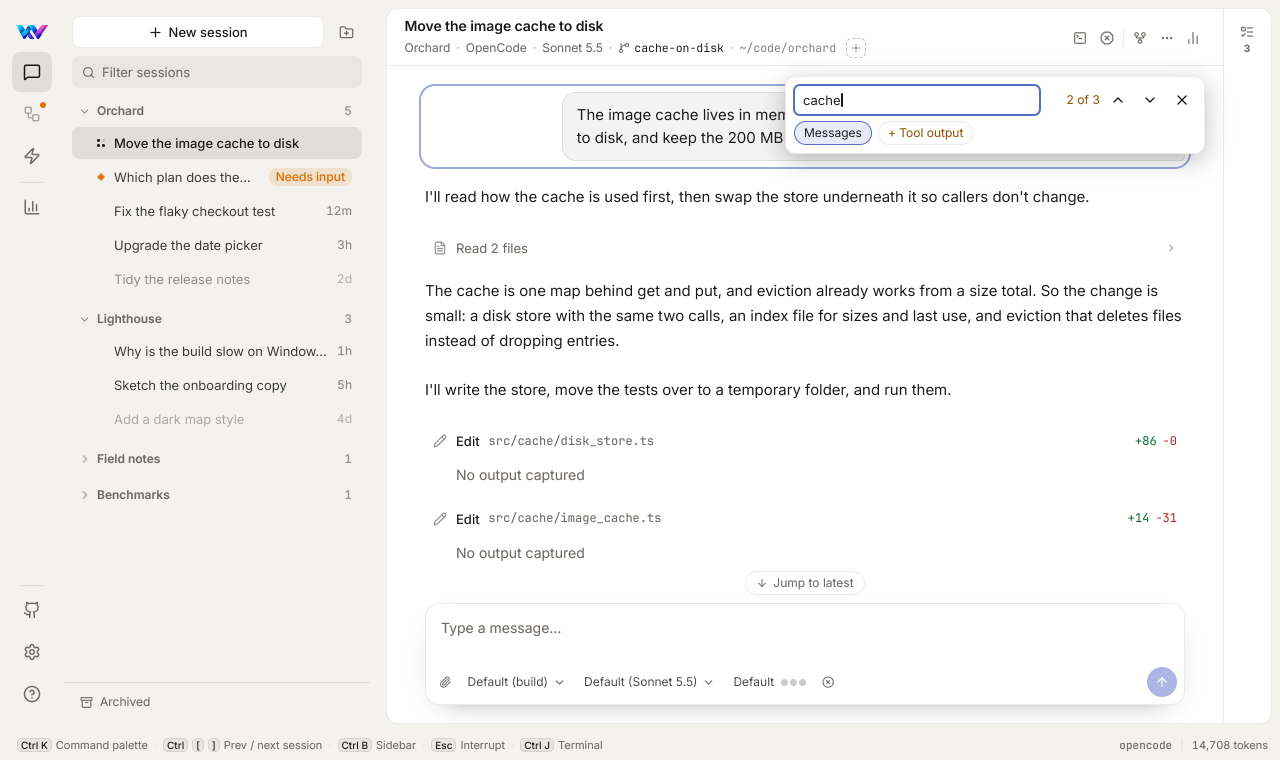 New session
Filter sessions
Orchard 5
Move the image cache to disk
Which plan does the... Needs input
Fix the flaky checkout test 12m
Upgrade the date picker 3h
Tidy the release notes 2d
Lighthouse 3
Why is the build slow on Window... 1h
Sketch the onboarding copy 5h
Add a dark map style 4d
Field notes 1
Benchmarks 1
Archived
Move the image cache to disk
Orchard · OpenCode · Sonnet 5.5 · cache-on-disk · ~/code/orchard
3
cache 2 of 3
Messages + Tool output
The image cache lives in mem
to disk, and keep the 200 MB
I'll read how the cache is used first, then swap the store underneath it so callers don't change.
Read 2 files
The cache is one map behind get and put, and eviction already works from a size total. So the change is
small: a disk store with the same two calls, an index file for sizes and last use, and eviction that deletes files
instead of dropping entries.
I'll write the store, move the tests over to a temporary folder, and run them.
Edit src/cache/disk_store.ts +86 -0
No output captured
Edit src/cache/image_cache.ts +14 -31
No output captured
Jump to latest
Type a message...
Default (build) Default (Sonnet 5.5) Default
Ctrl K Command palette · Ctrl [ ] Prev / next session · Ctrl B Sidebar · Esc Interrupt · Ctrl J Terminal
opencode 14,708 tokens